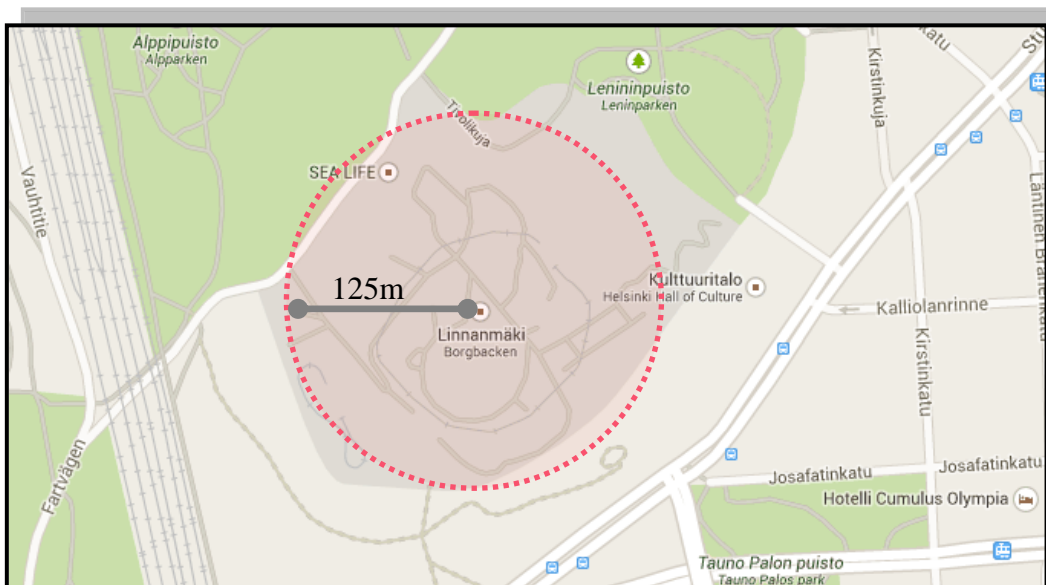 Alppipuisto
Alpparken
Lenininpuisto
Leninparken
Kirstinkuja
Tivolikuja
SEA LIFE
Vauhtitie
125m
Kulttuuritalo
Helsinki Hall of Culture
Kalliolanrinne
Linnanmäki
Borgbacken
Kirstinkatu
Fartvägen
Josafatinkatu
Josafatinkatu
Hotelli Cumulus Olympia
Tauno Palon puisto
Tauno Palos park